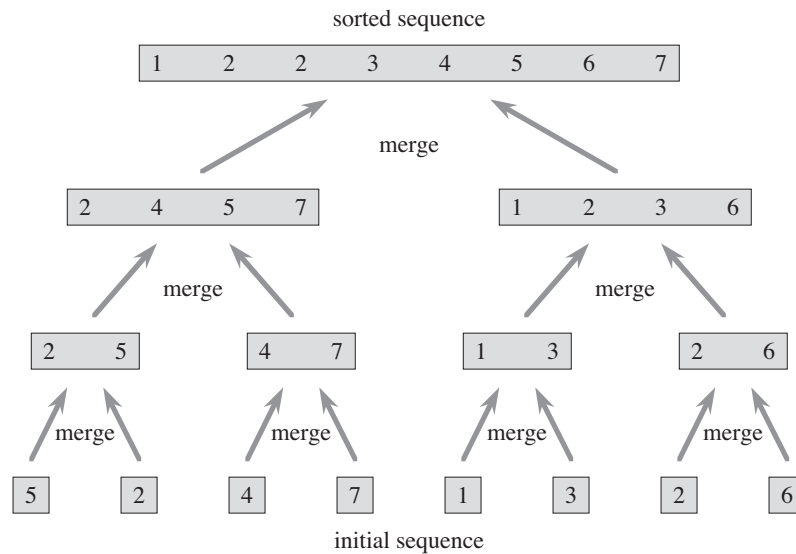 sorted sequence
1 2 2 3 4 5 6 7
merge
2 4 5 7
1 2 3 6
merge
merge
2 5
4 7
1 3
2 6
merge
merge
merge
merge
5
2
4
7
1
3
2
6
initial sequence